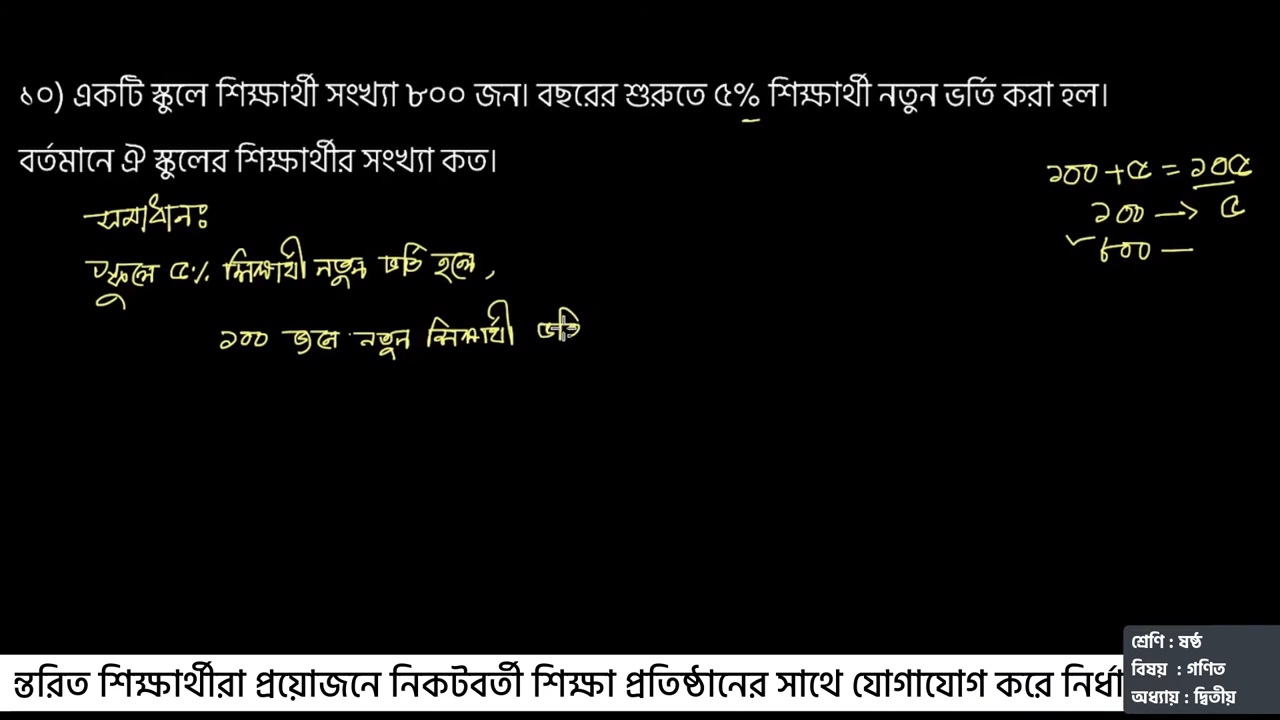 ১০) একটি স্কুলে শিক্ষার্থী সংখ্যা ৮০০ জন। বছরের শুরুতে ৫% শিক্ষার্থী নতুন ভর্তি করা হল।
বর্তমানে ঐ স্কুলের শিক্ষার্থীর সংখ্যা কত।
১০০ + ৫ = ১০৫
১০০ → ৫
৮০০ —
সমাধানঃ
স্কুলে ৫% শিক্ষার্থী নতুন ভর্তি হলে,
১০০ জনে নতুন শিক্ষার্থী ভর্তি
শ্রেণি : ষষ্ঠ
বিষয় : গণিত
অধ্যায় : দ্বিতীয়
ন্তরিত শিক্ষার্থীরা প্রয়োজনে নিকটবর্তী শিক্ষা প্রতিষ্ঠানের সাথে যোগাযোগ করে নির্ধা